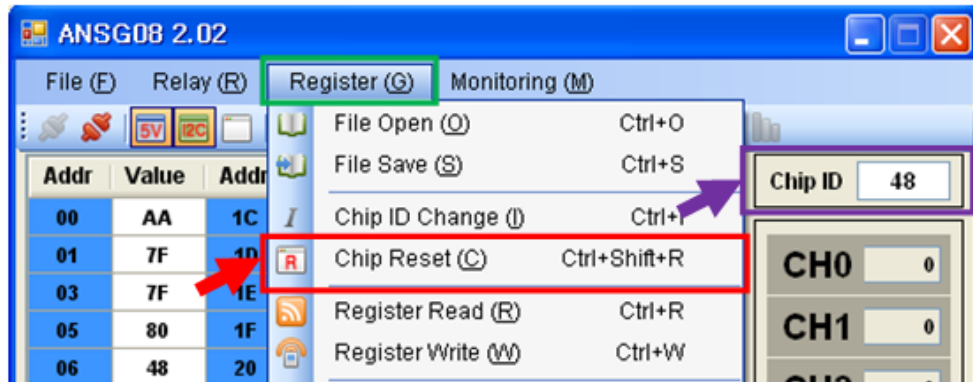 ANSG08 2.02
File (F) Relay (R) Register (G) Monitoring (M)
5V I2C
File Open (O) Ctrl+O
File Save (S) Ctrl+S
Chip ID Change (I)
Chip Reset (C) Ctrl+Shift+R
Register Read (R) Ctrl+R
Register Write (W) Ctrl+W
Addr Value Addr
00 AA 1C
01 7F 1D
03 7F 1E
05 80 1F
06 48 20
Chip ID 48
CH0 0
CH1 0